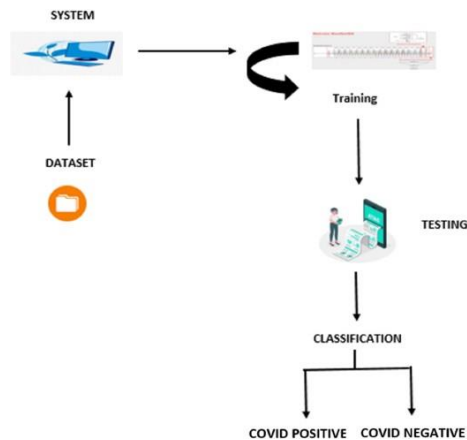 SYSTEM
Training
DATASET
TESTING
CLASSIFICATION
COVID POSITIVE
COVID NEGATIVE